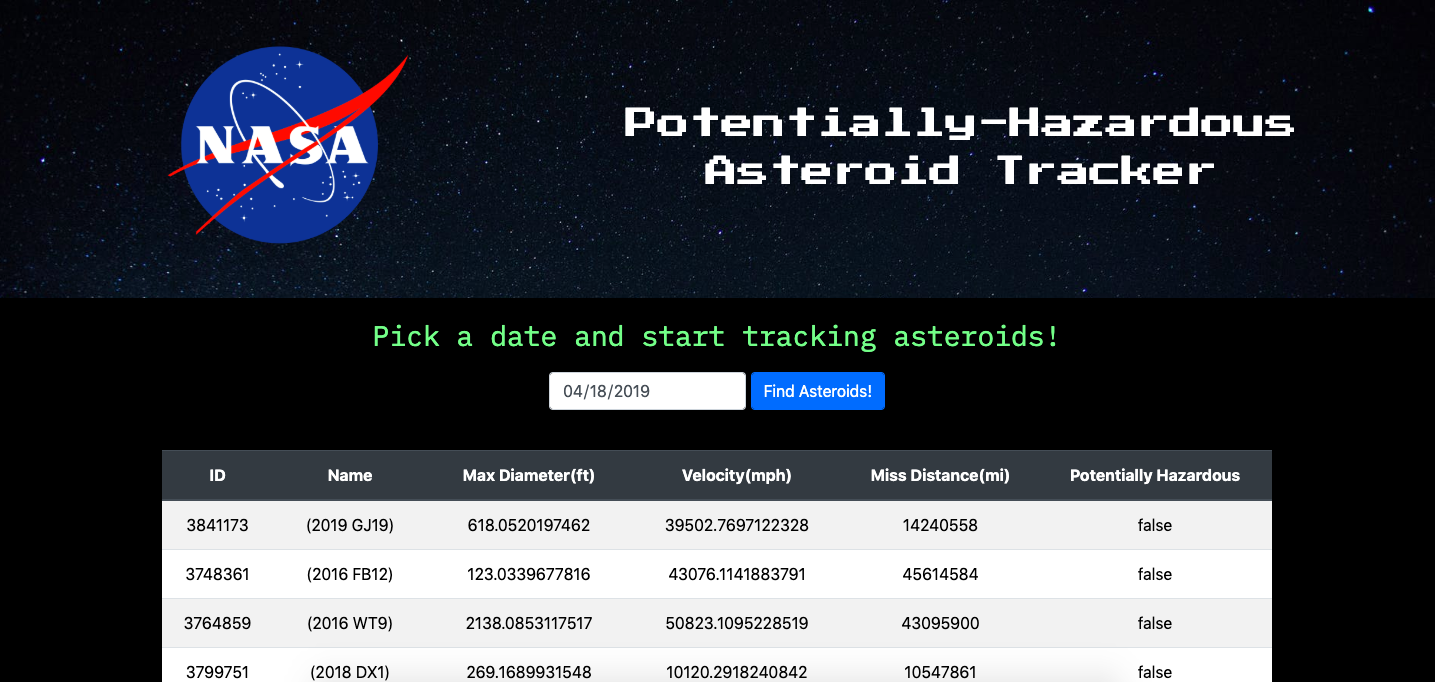 NASA
Potentially-Hazardous
Asteroid Tracker
Pick a date and start tracking asteroids!
04/18/2019 Find Asteroids!
ID Name Max Diameter(ft) Velocity(mph) Miss Distance(mi) Potentially Hazardous
3841173 (2019 GJ19) 618.0520197462 39502.7697122328 14240558 false
3748361 (2016 FB12) 123.0339677816 43076.1141883791 45614584 false
3764859 (2016 WT9) 2138.0853117517 50823.1095228519 43095900 false
3799751 (2018 DX1) 269.1689931548 10120.2918240842 10547861 false